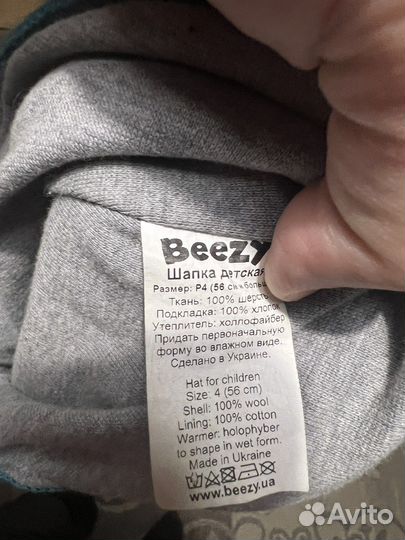 Beezy
Шапка детская
Размер: Р4 (56 см
Ткань: 100% шерсть
Подкладка: 100% хлопок
Утеплитель: холлофайбер
Придать первоначальную
форму во влажном виде.
Сделано в Украине.
Hat for children
Size: 4 (56 cm)
Shell: 100% wool
Lining: 100% cotton
Warmer: holophyber
to shape in wet form.
Made in Ukraine
www.beezy.ua
Avito